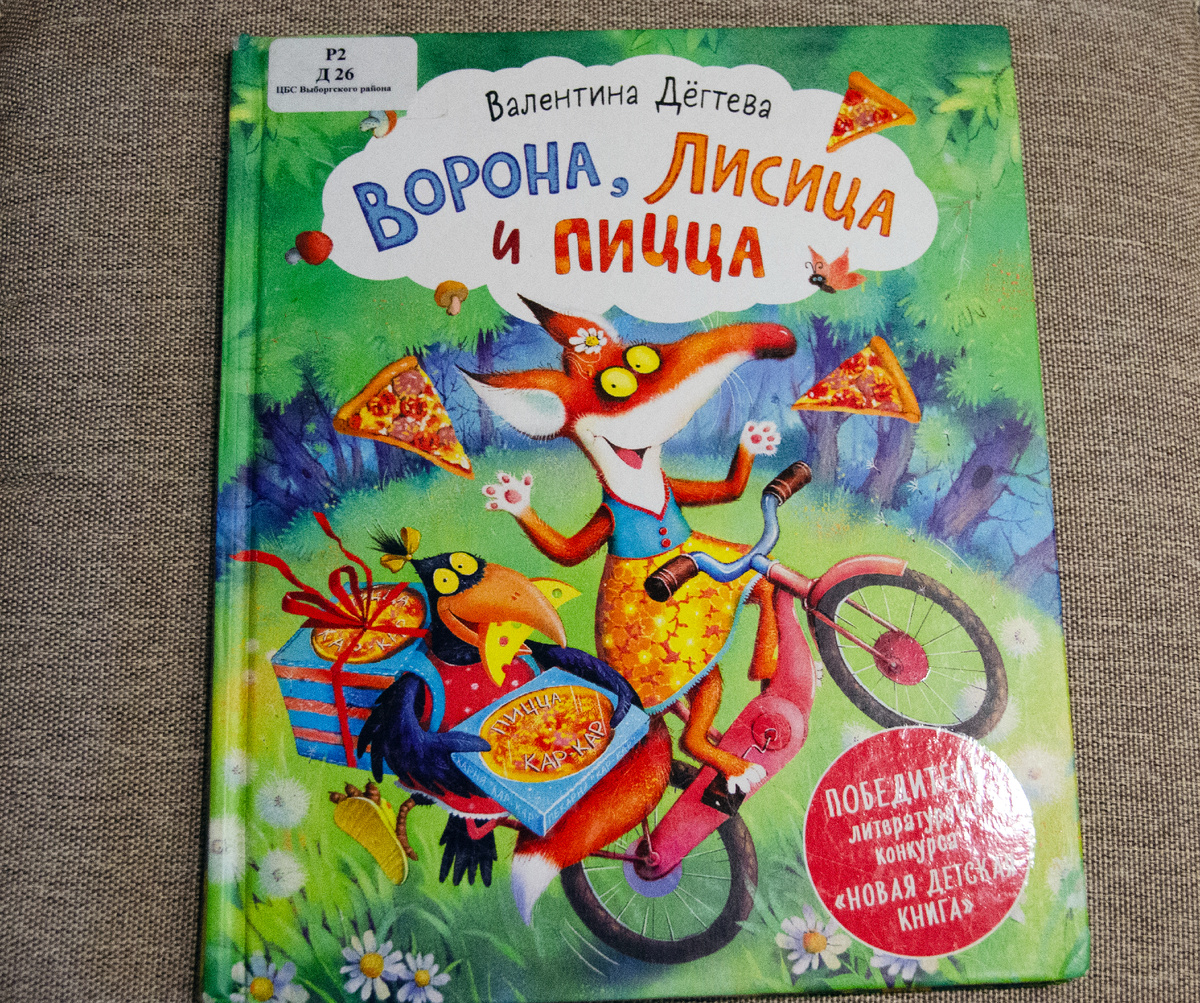 Р2
Д 26
ЦБС Выборгского района
Валентина Дёгтева
Ворона, Лисица
и пицца
ПИЦЦА
КАР-КАР
ПОБЕДИТЕЛЬ
литературного
конкурса
«НОВАЯ ДЕТСКАЯ
КНИГА»